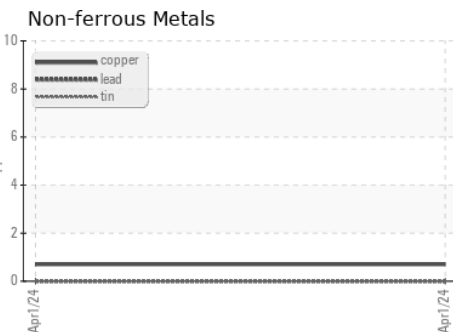 Non-ferrous Metals
10
copper
lead
tin
8
6
4
2
0
Apr1/24
Apr1/24